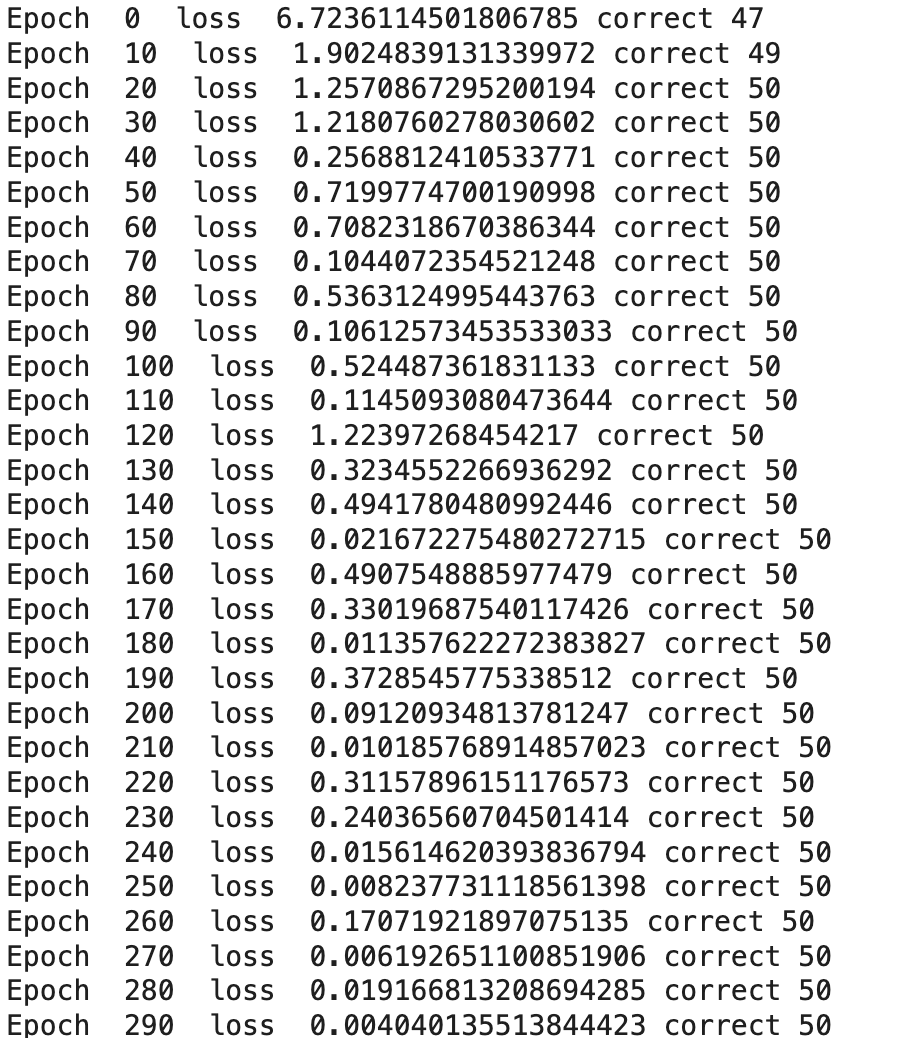 Epoch  0  loss  6.7236114501806785 correct 47
Epoch  10  loss  1.9024839131339972 correct 49
Epoch  20  loss  1.2570867295200194 correct 50
Epoch  30  loss  1.2180760278030602 correct 50
Epoch  40  loss  0.2568812410533771 correct 50
Epoch  50  loss  0.7199774700190998 correct 50
Epoch  60  loss  0.7082318670386344 correct 50
Epoch  70  loss  0.1044072354521248 correct 50
Epoch  80  loss  0.5363124995443763 correct 50
Epoch  90  loss  0.10612573453533033 correct 50
Epoch  100  loss  0.524487361831133 correct 50
Epoch  110  loss  0.1145093080473644 correct 50
Epoch  120  loss  1.22397268454217 correct 50
Epoch  130  loss  0.3234552266936292 correct 50
Epoch  140  loss  0.4941780480992446 correct 50
Epoch  150  loss  0.021672275480272715 correct 50
Epoch  160  loss  0.4907548885977479 correct 50
Epoch  170  loss  0.33019687540117426 correct 50
Epoch  180  loss  0.011357622272383827 correct 50
Epoch  190  loss  0.3728545775338512 correct 50
Epoch  200  loss  0.09120934813781247 correct 50
Epoch  210  loss  0.010185768914857023 correct 50
Epoch  220  loss  0.31157896151176573 correct 50
Epoch  230  loss  0.24036560704501414 correct 50
Epoch  240  loss  0.015614620393836794 correct 50
Epoch  250  loss  0.008237731118561398 correct 50
Epoch  260  loss  0.17071921897075135 correct 50
Epoch  270  loss  0.006192651100851906 correct 50
Epoch  280  loss  0.019166813208694285 correct 50
Epoch  290  loss  0.004040135513844423 correct 50